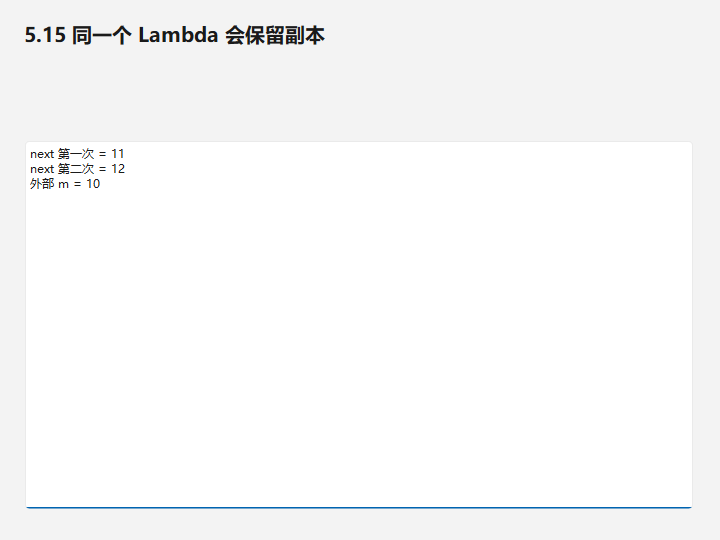 5.15 同一个 Lambda 会保留副本
next 第一次 = 11
next 第二次 = 12
外部 m = 10